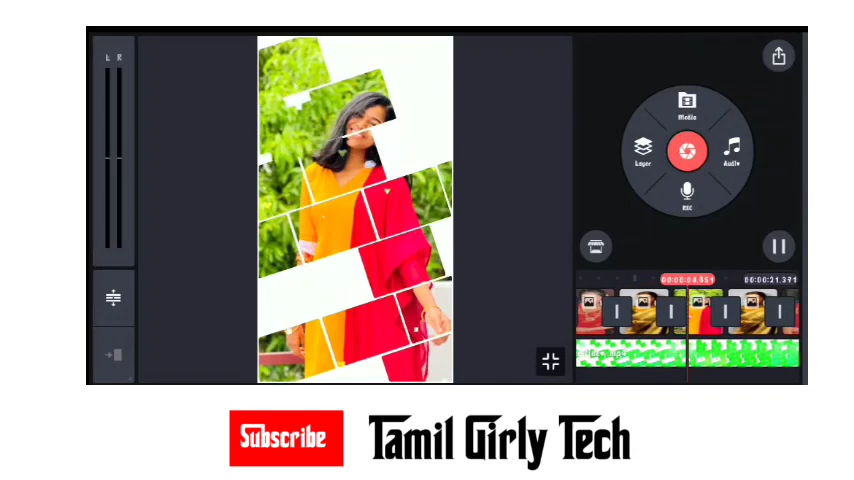 L R
Media
Layer
Audio
REC
00:00:21.391
Subscribe
Tamil Girly Tech